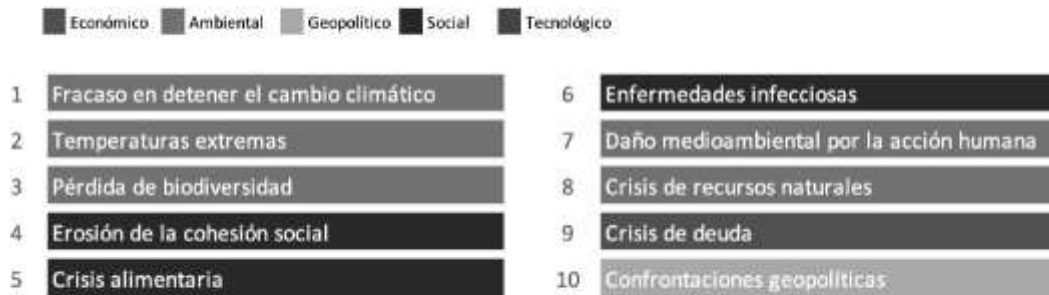 Económico Ambiental Geopolítico Social Tecnológico
1 Fracaso en detener el cambio climático
2 Temperaturas extremas
3 Pérdida de biodiversidad
4 Erosión de la cohesión social
5 Crisis alimentaria
6 Enfermedades infecciosas
7 Daño medioambiental por la acción humana
8 Crisis de recursos naturales
9 Crisis de deuda
10 Confrontaciones geopolíticas